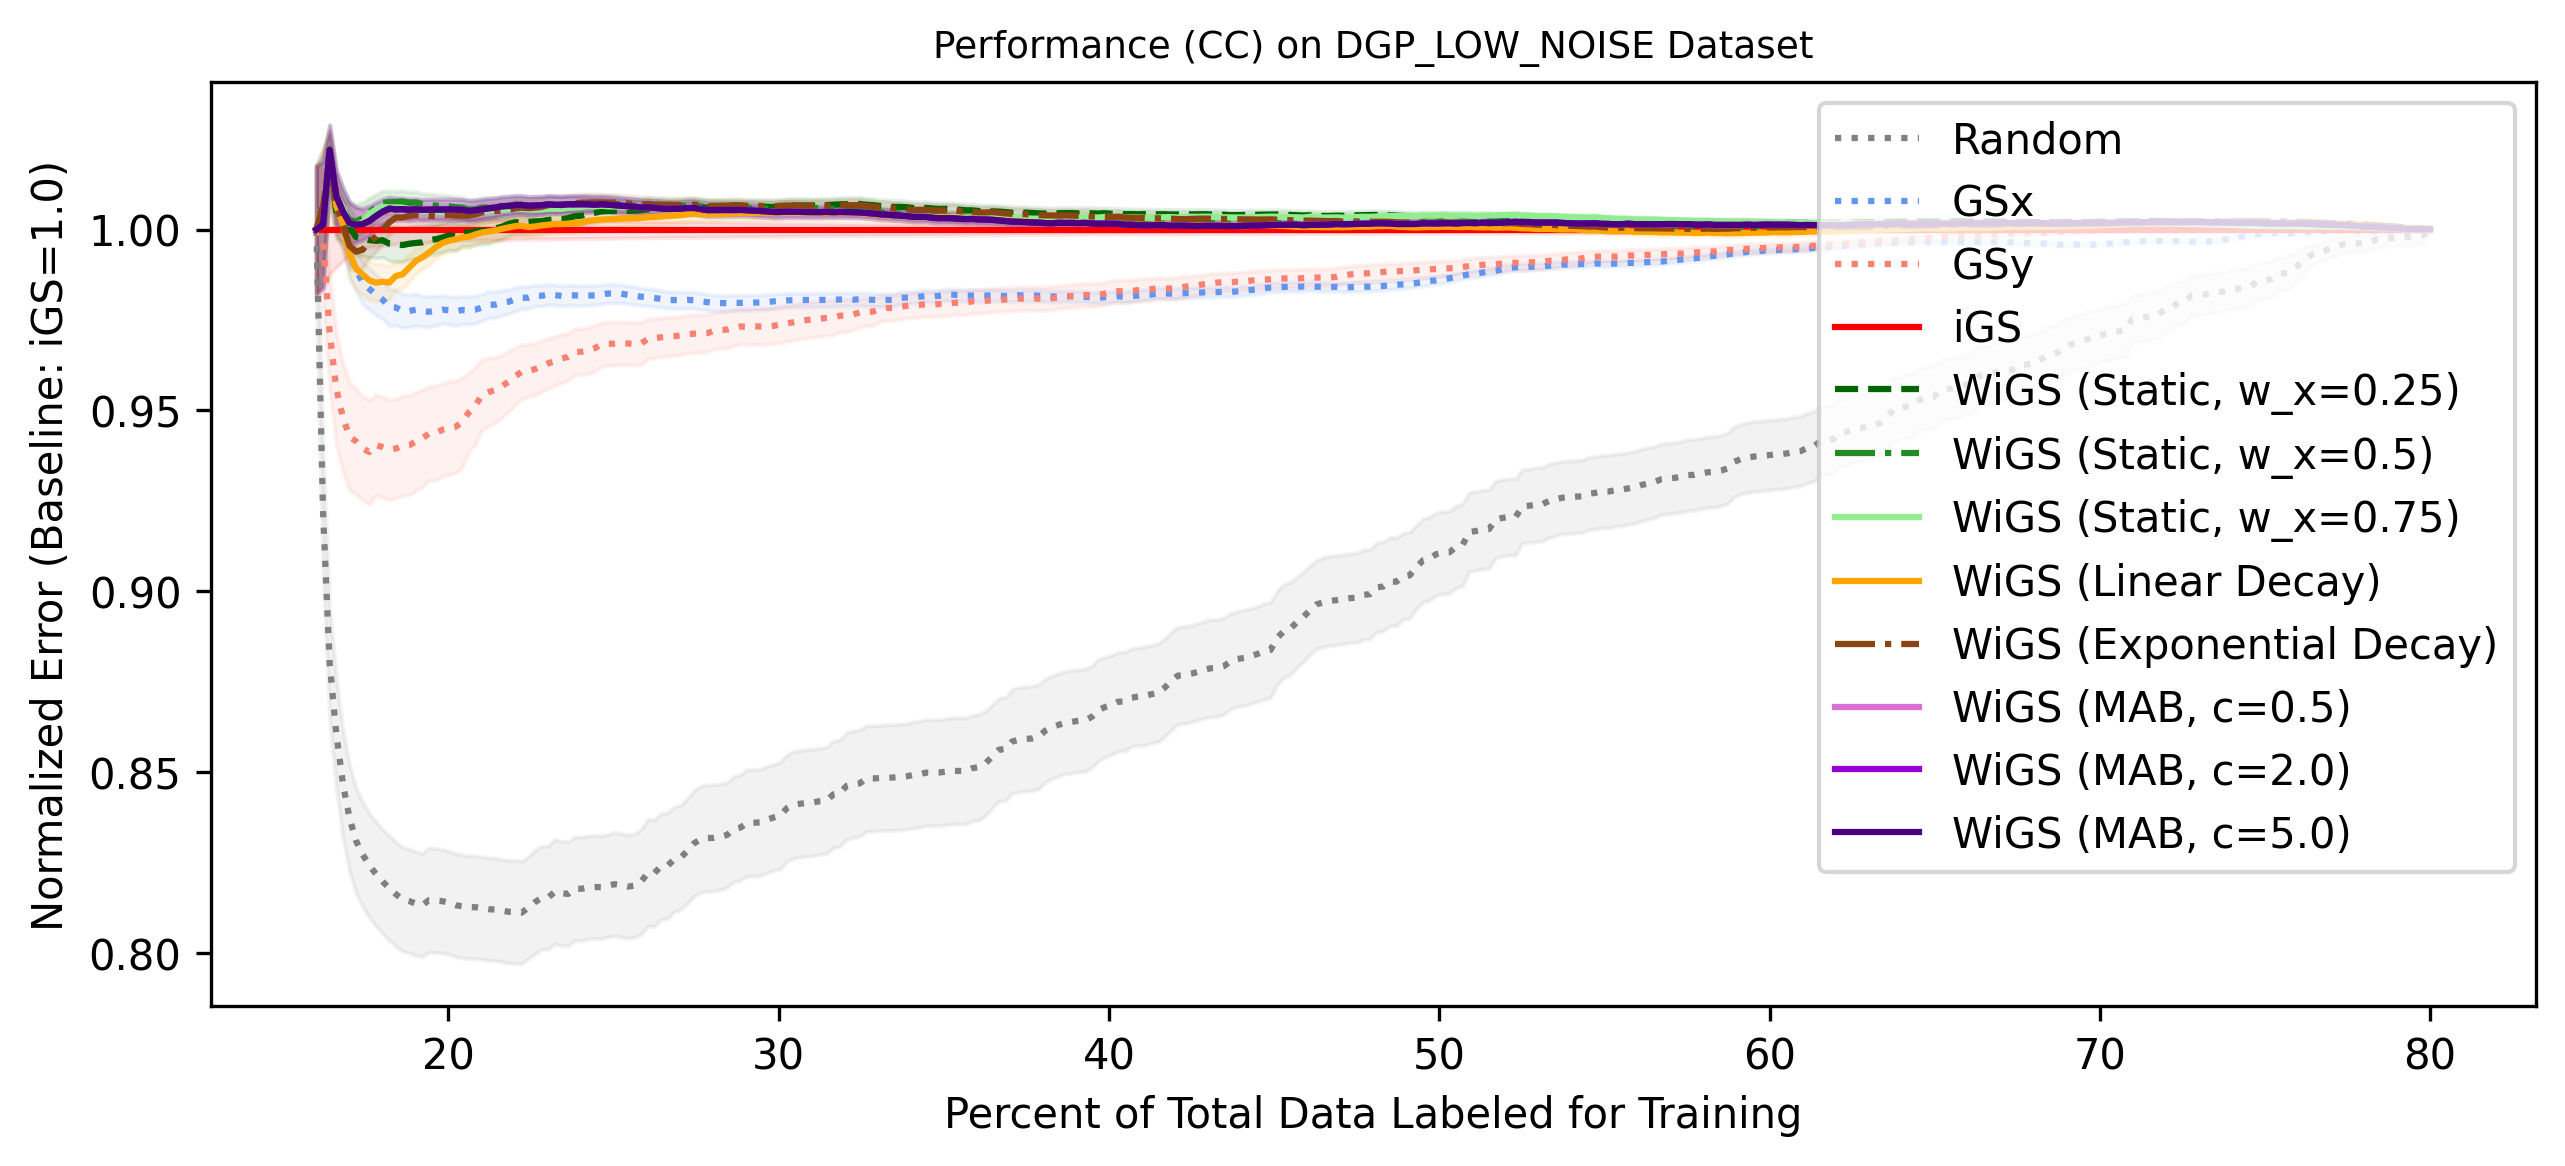 Performance (CC) on DGP_LOW_NOISE Dataset
Normalized Error (Baseline: iGS=1.0)
1.00
0.95
0.90
0.85
0.80
Random
GSx
GSy
iGS
WiGS (Static, w_x=0.25)
WiGS (Static, w_x=0.5)
WiGS (Static, w_x=0.75)
WiGS (Linear Decay)
WiGS (Exponential Decay)
WiGS (MAB, c=0.5)
WiGS (MAB, c=2.0)
WiGS (MAB, c=5.0)
20 30 40 50 60 70 80
Percent of Total Data Labeled for Training